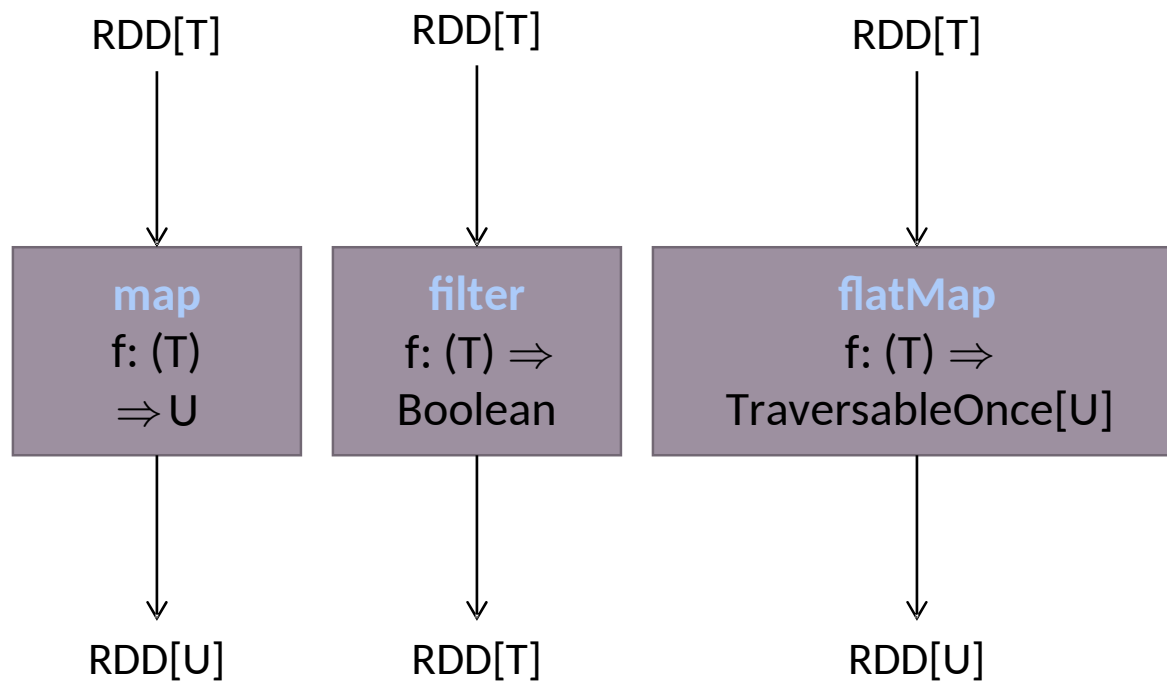 RDD[T]
RDD[T]
RDD[T]
map
f: (T)
⇒ U
filter
f: (T) ⇒
Boolean
flatMap
f: (T) ⇒
TraversableOnce[U]
RDD[U]
RDD[T]
RDD[U]